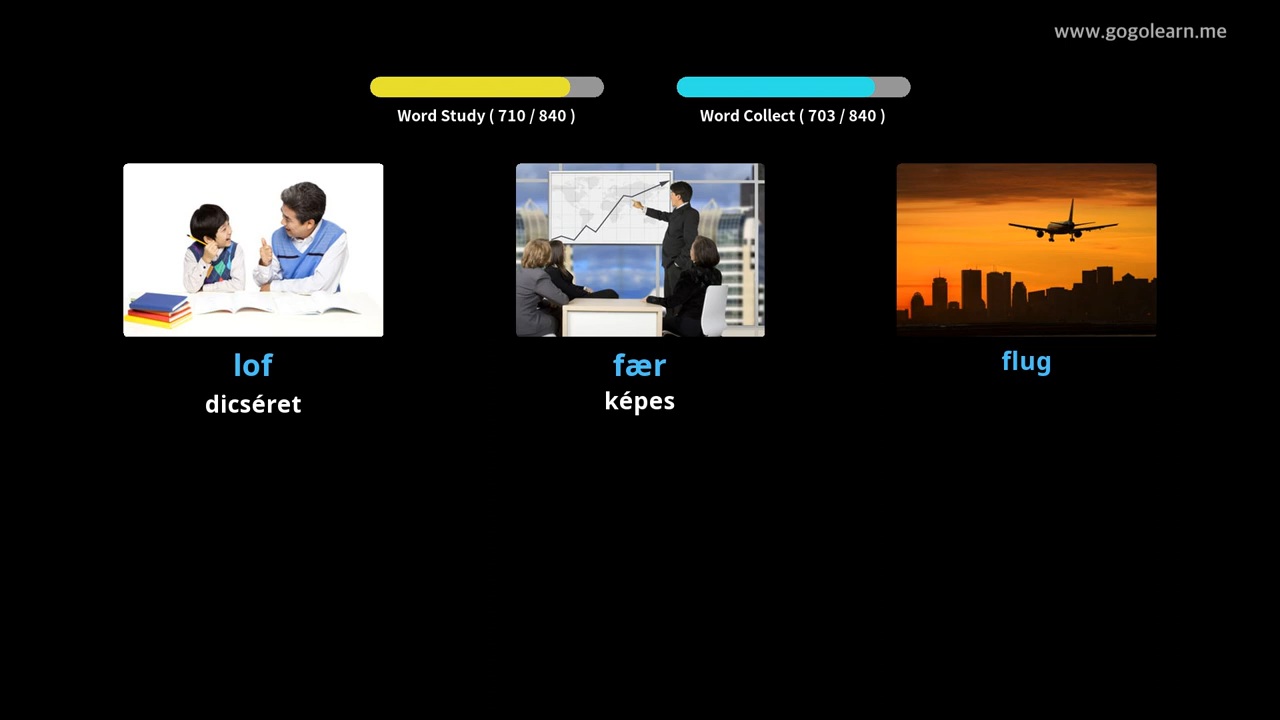 www.gogolearn.me
Word Study ( 710 / 840 )
Word Collect ( 703 / 840 )
lof
dicséret
fær
képes
flug